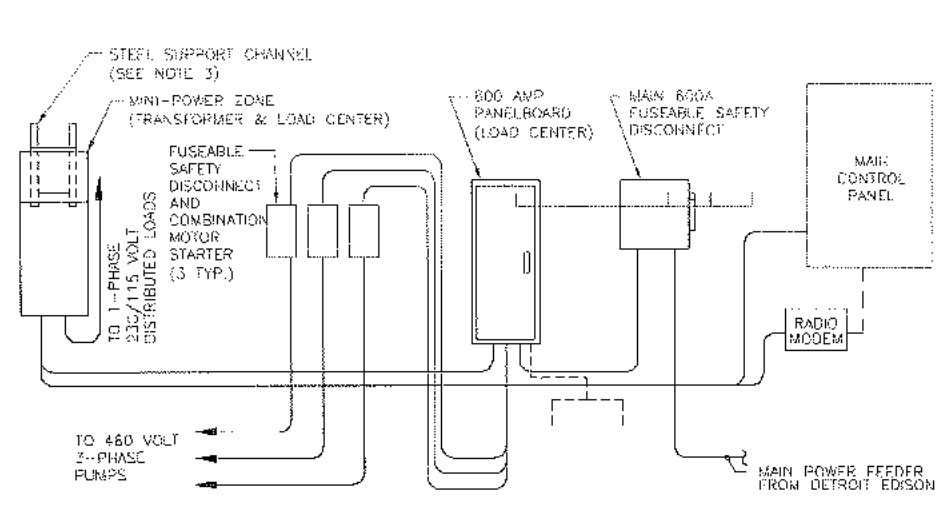 STEEL SUPPORT CHANNEL
(SEE NOTE 3)
MINI-POWER ZONE
(TRANSFORMER & LOAD CENTER)
600 AMP
PANELBOARD
(LOAD CENTER)
MAIN 600A
FUSEABLE SAFETY
DISCONNECT
MAIN
CONTROL
PANEL
FUSEABLE
SAFETY
DISCONNECT
AND
COMBINATION
MOTOR
STARTER
(3 TYP.)
TO 1-PHASE
230/115 VOLT
DISTRIBUTED LOADS
RADIO
MODEM
TO 460 VOLT
3-PHASE
PUMPS
MAIN POWER FEEDER
FROM DETROIT EDISON